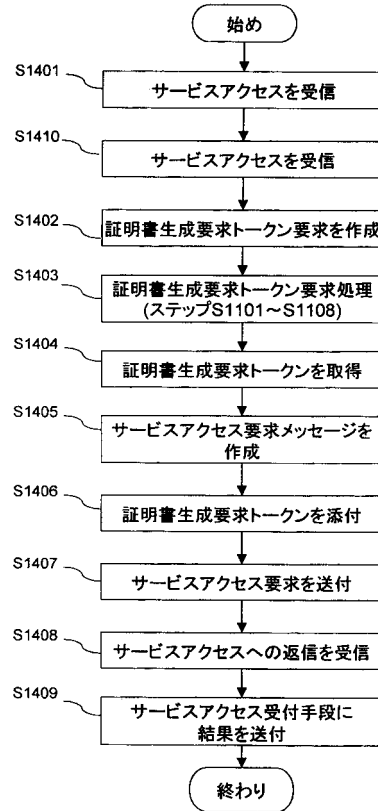 始め
S1401
サービスアクセスを受信
S1410
サービスアクセスを受信
S1402
証明書生成要求トークン要求を作成
S1403
証明書生成要求トークン要求処理
(ステップS1101～S1108)
S1404
証明書生成要求トークンを取得
S1405
サービスアクセス要求メッセージを
作成
S1406
証明書生成要求トークンを添付
S1407
サービスアクセス要求を送付
S1408
サービスアクセスへの返信を受信
S1409
サービスアクセス受付手段に
結果を送付
終わり